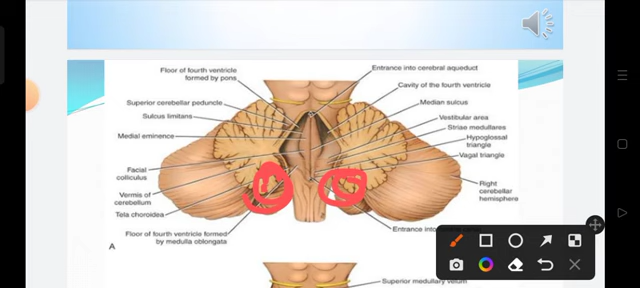 Floor of fourth ventricle
formed by pons
Superior cerebellar peduncle
Sulcus limitans
Medial eminence
Facial
colliculus
Vermis of
cerebellum
Tela choroidea
Floor of fourth ventricle formed
by medulla oblongata
A
Entrance into cerebral aqueduct
Cavity of the fourth ventricle
Median sulcus
Vestibular area
Striae medullares
Hypoglossal
triangle
Vagal triangle
Right
cerebellar
hemisphere
Entrance into
Superior medullary velum